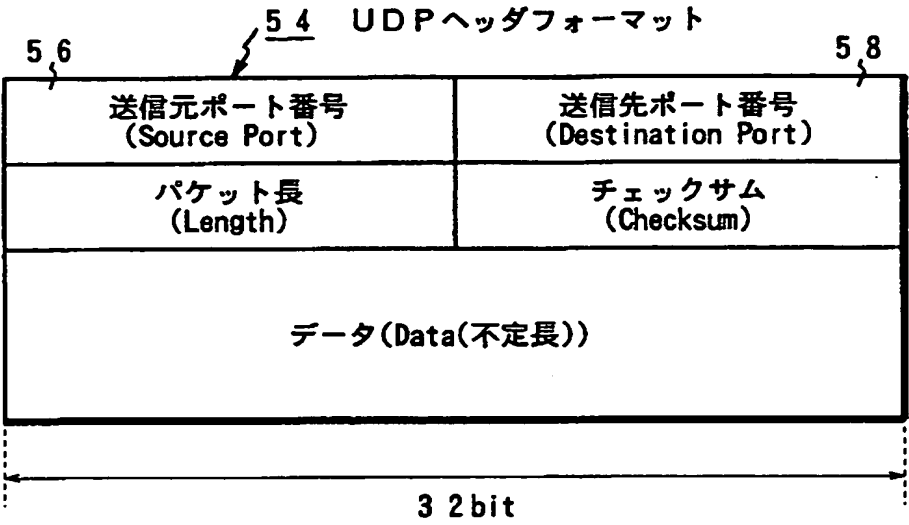 54 UDPヘッダフォーマット
56
58
送信元ポート番号
(Source Port)
送信先ポート番号
(Destination Port)
パケット長
(Length)
チェックサム
(Checksum)
データ(Data(不定長))
32bit